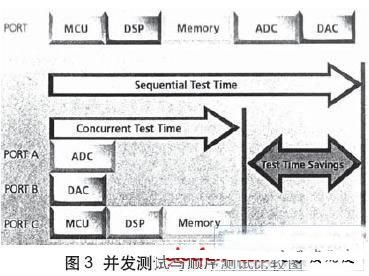 PORT MCU DSP Memory ADC DAC
Sequential Test Time
Concurrent Test Time
Test Time Savings
PORT A ADC
PORT B DAC
PORT C MCU DSP Memory
图3 并发测试与顺序测试比较图